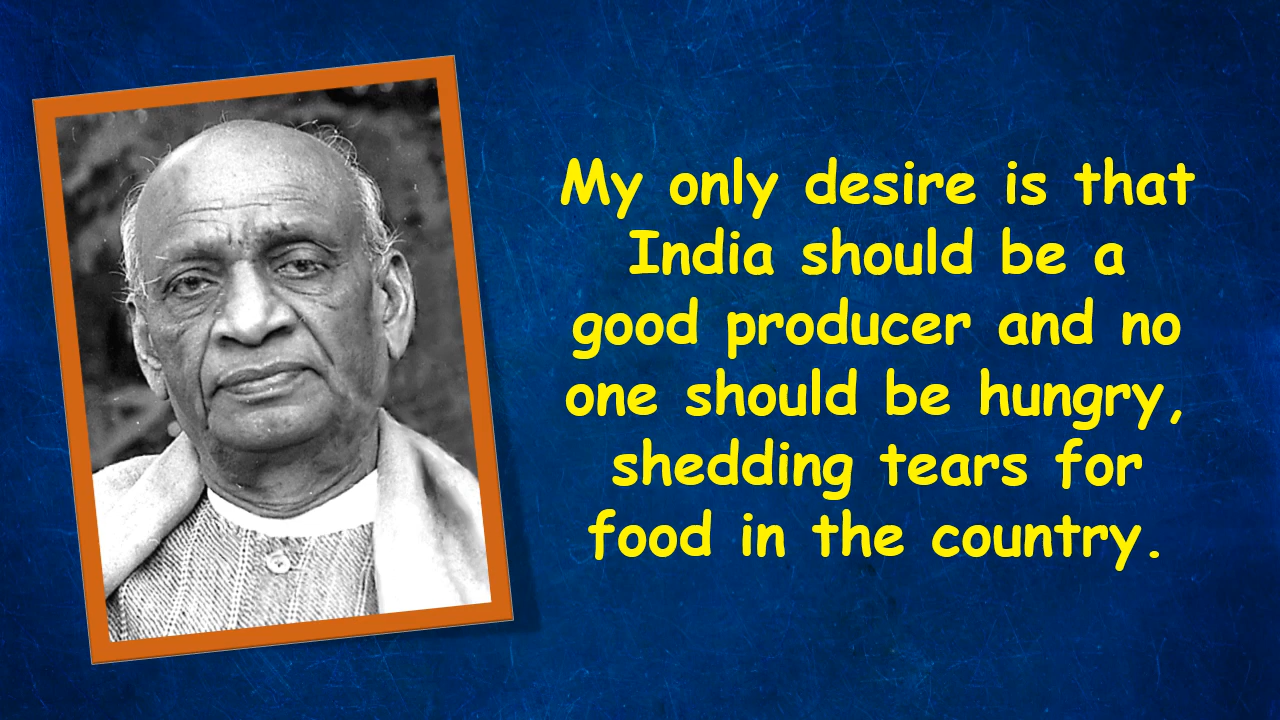 My only desire is that
India should be a
good producer and no
one should be hungry,
shedding tears for
food in the country.